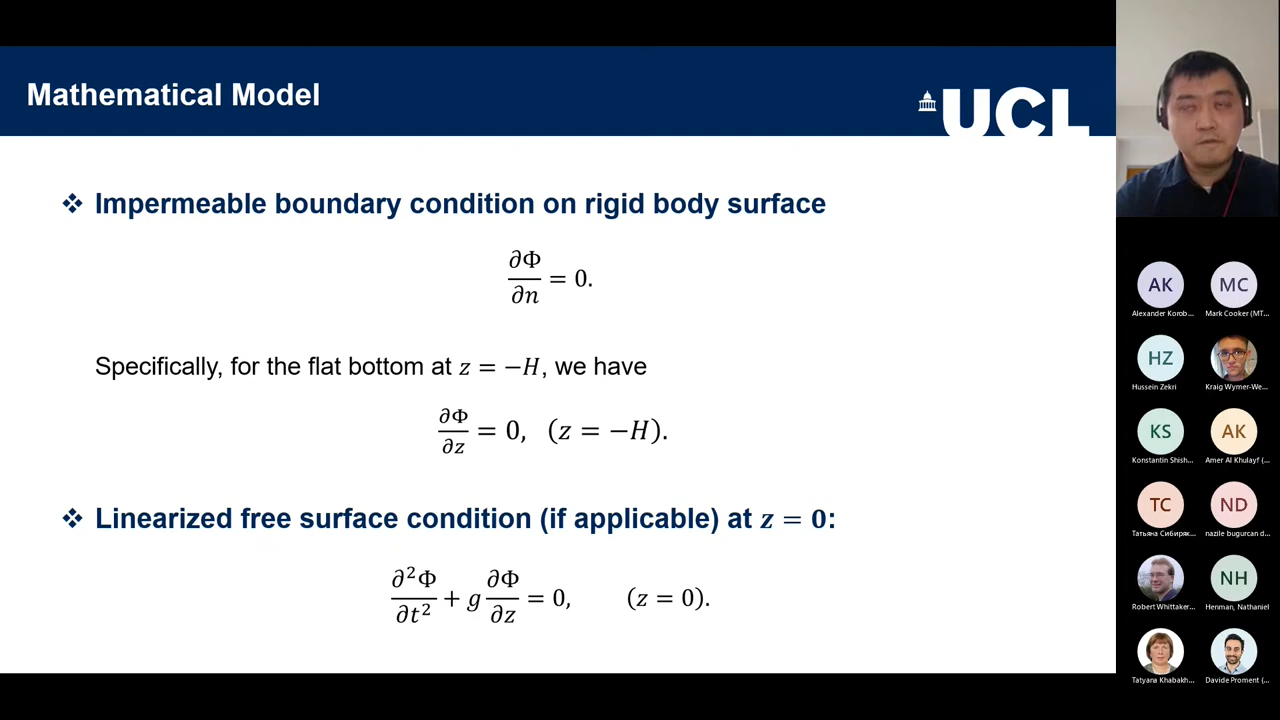 Mathematical Model
UCL
❖ Impermeable boundary condition on rigid body surface
∂Φ/∂n = 0.
Specifically, for the flat bottom at z = −H, we have
∂Φ/∂z = 0, (z = −H).
❖ Linearized free surface condition (if applicable) at z = 0:
∂²Φ/∂t² + g ∂Φ/∂z = 0, (z = 0).
AK MC
Alexander Korob... Mark Cooker (MT...
HZ
Hussein Zekri Kraig Wymer-We...
KS AK
Konstantin Shish... Amer Al Khulayf (...
TC ND
Татьяна Сибиряк... nazile bugurcan d...
NH
Robert Whittaker... Henman, Nathaniel
Tatyana Khabakh... Davide Proment (...